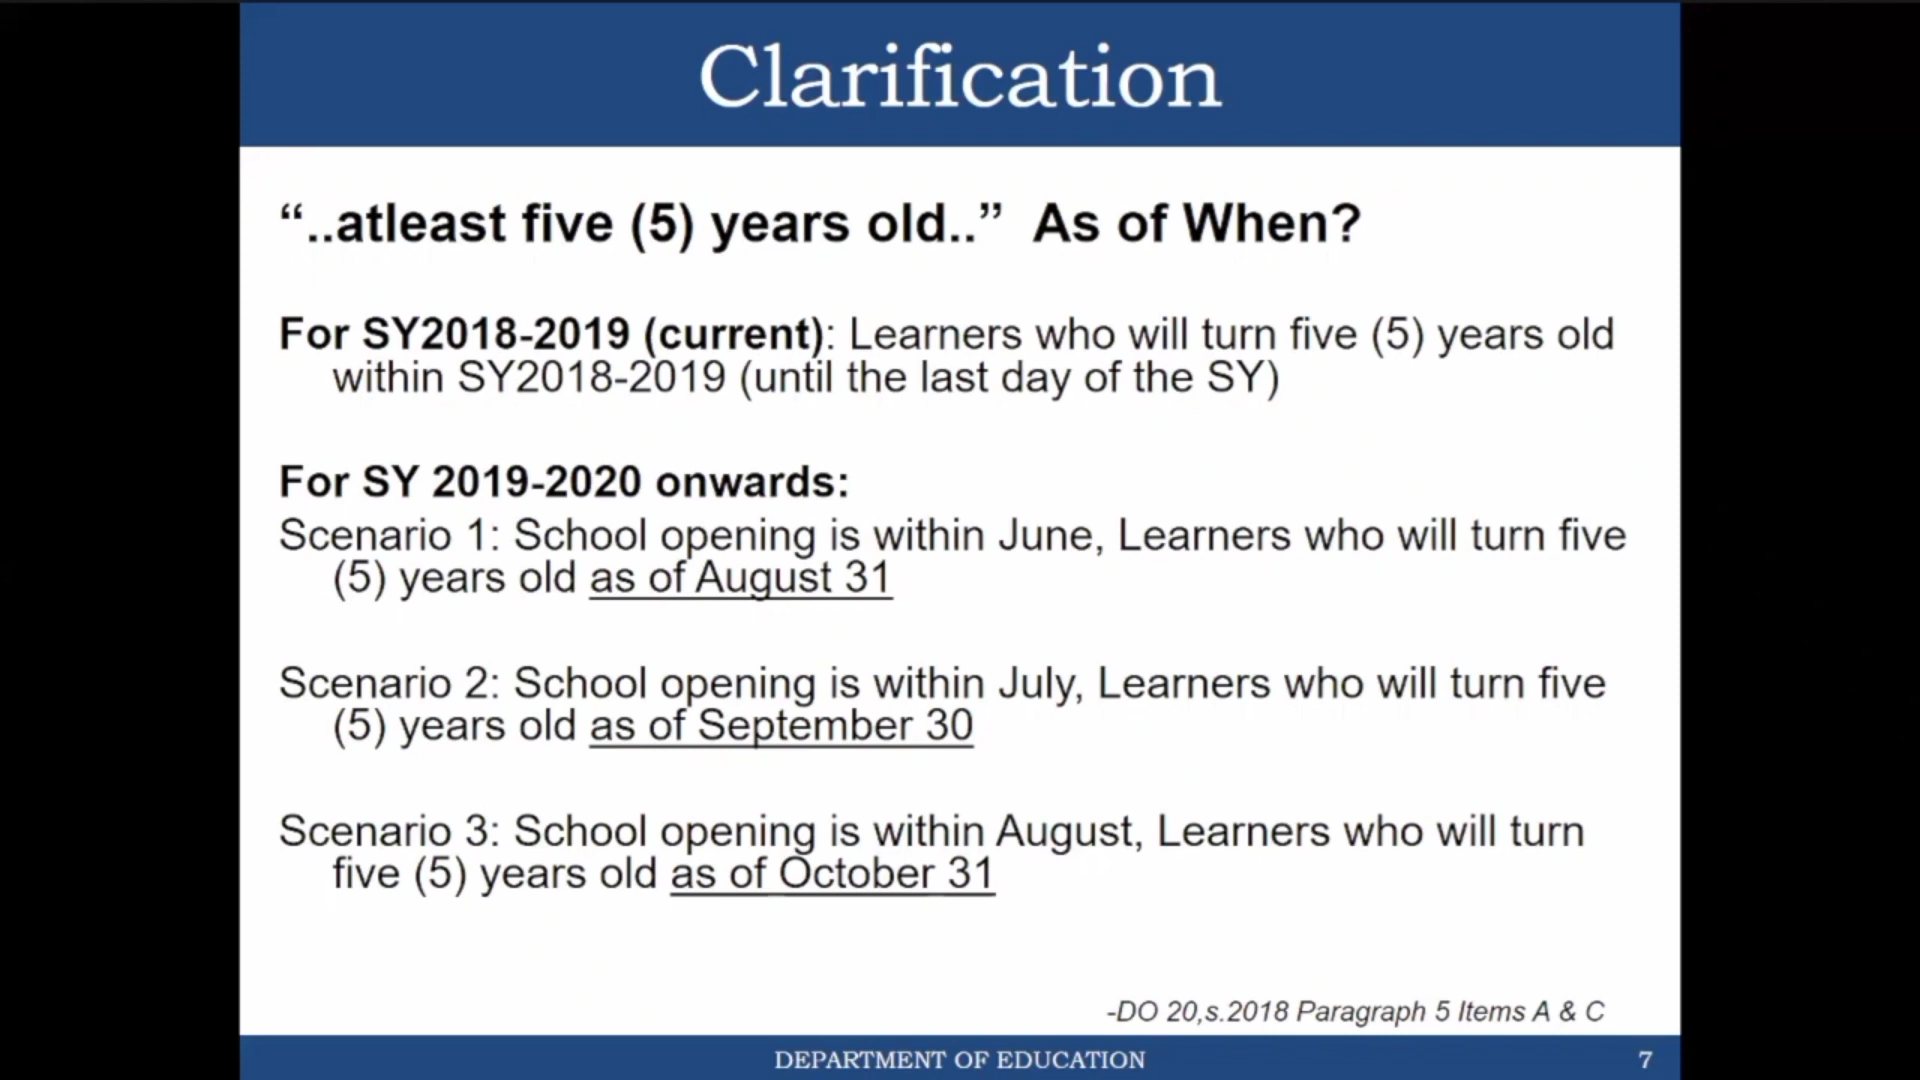 Clarification
“..atleast five (5) years old..” As of When?
For SY2018-2019 (current): Learners who will turn five (5) years old
within SY2018-2019 (until the last day of the SY)
For SY 2019-2020 onwards:
Scenario 1: School opening is within June, Learners who will turn five
(5) years old as of August 31
Scenario 2: School opening is within July, Learners who will turn five
(5) years old as of September 30
Scenario 3: School opening is within August, Learners who will turn
five (5) years old as of October 31
-DO 20,s.2018 Paragraph 5 Items A & C
DEPARTMENT OF EDUCATION
7